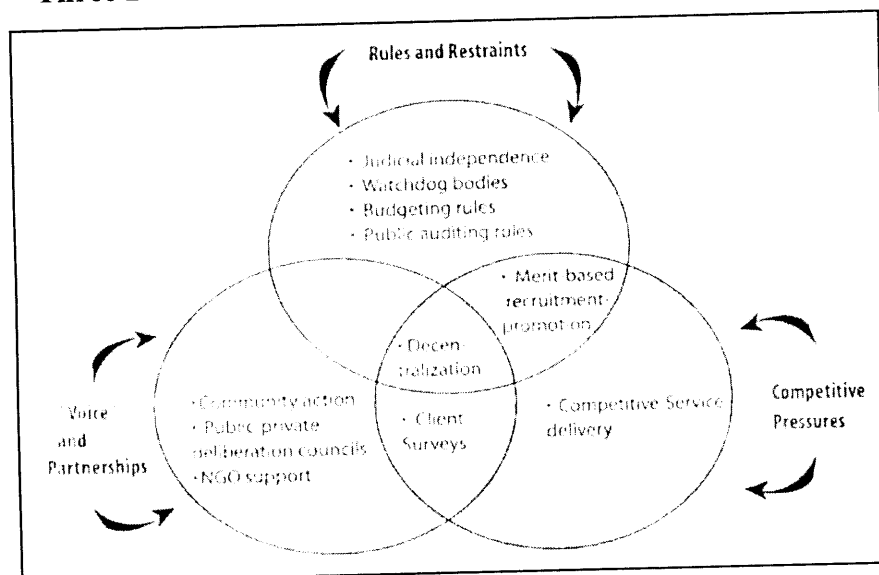 Rules and Restraints
· Judicial independence
· Watchdog bodies
· Budgeting rules
· Public auditing rules
· Merit based
recruitment-
promotion
· Decen-
tralization
"Voice"
and
Partnerships
· Community action
· Public private
deliberation councils
· NGO support
· Client
Surveys
· Competitive Service
delivery
Competitive
Pressures